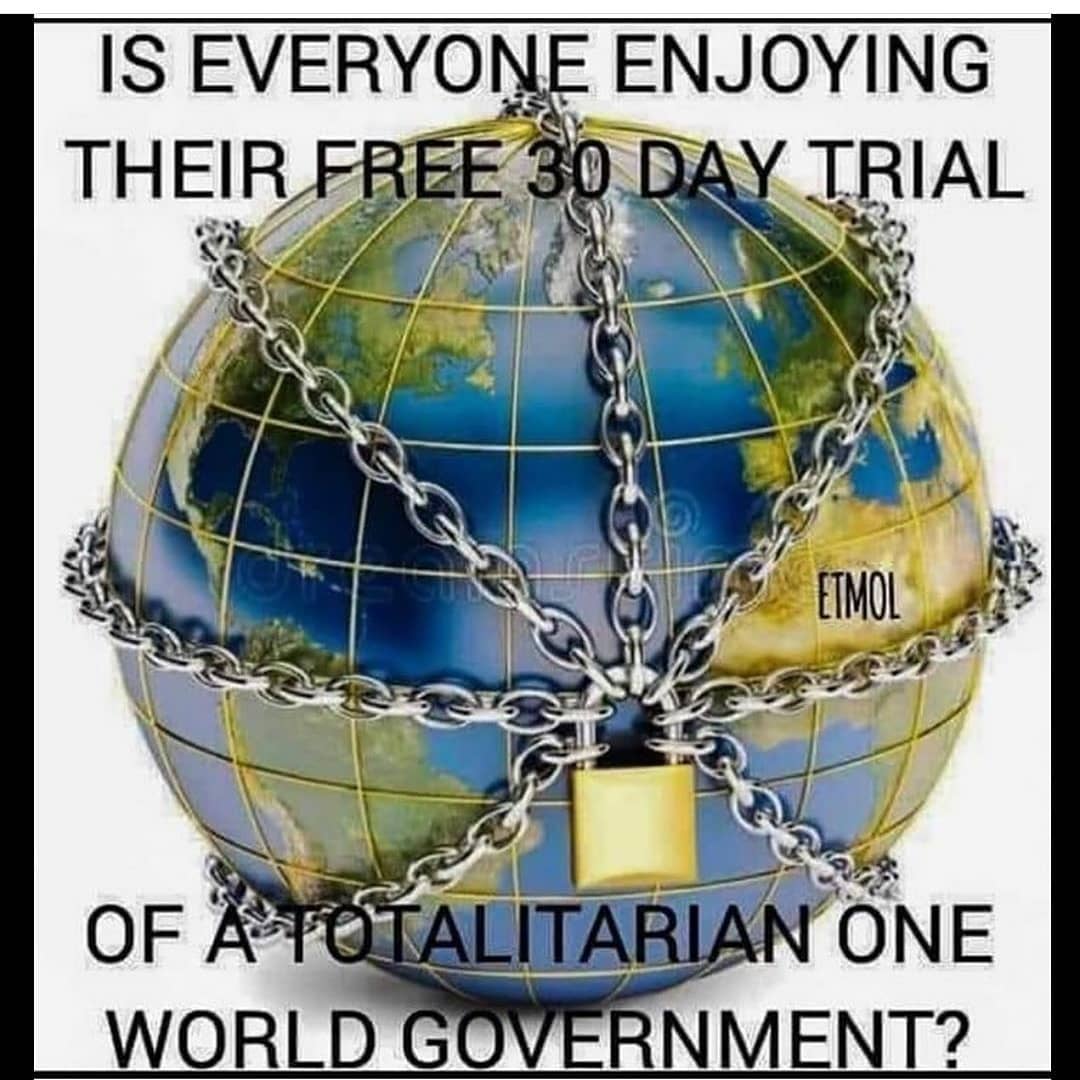 IS EVERYONE ENJOYING
THEIR FREE 30 DAY TRIAL
ETMOL
OF A TOTALITARIAN ONE
WORLD GOVERNMENT?